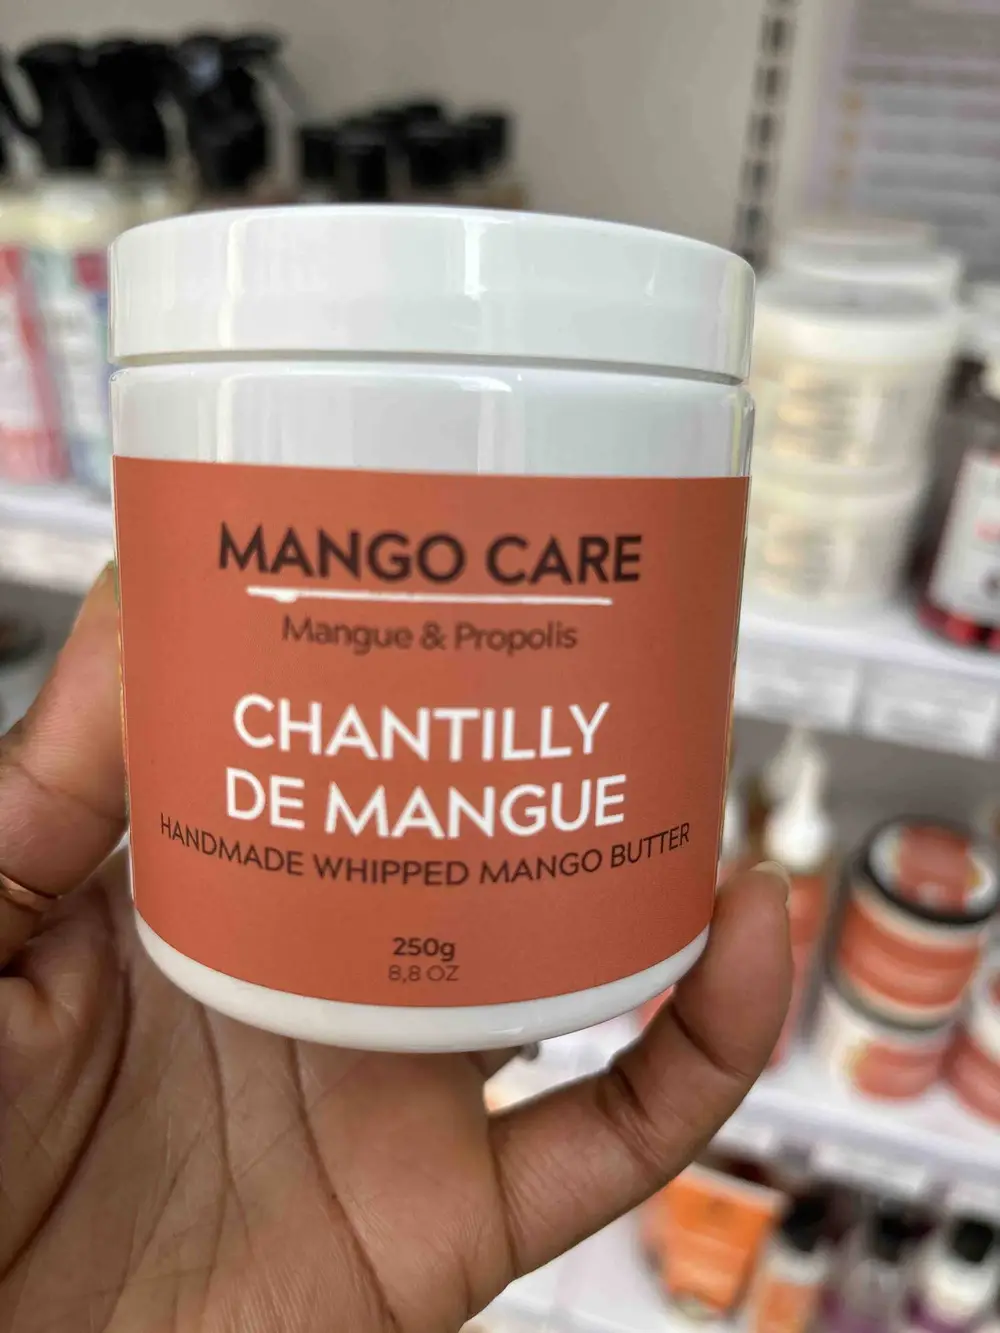 MANGO CARE
Mangue & Propolis
CHANTILLY
DE MANGUE
HANDMADE WHIPPED MANGO BUTTER
250g
8,8 OZ